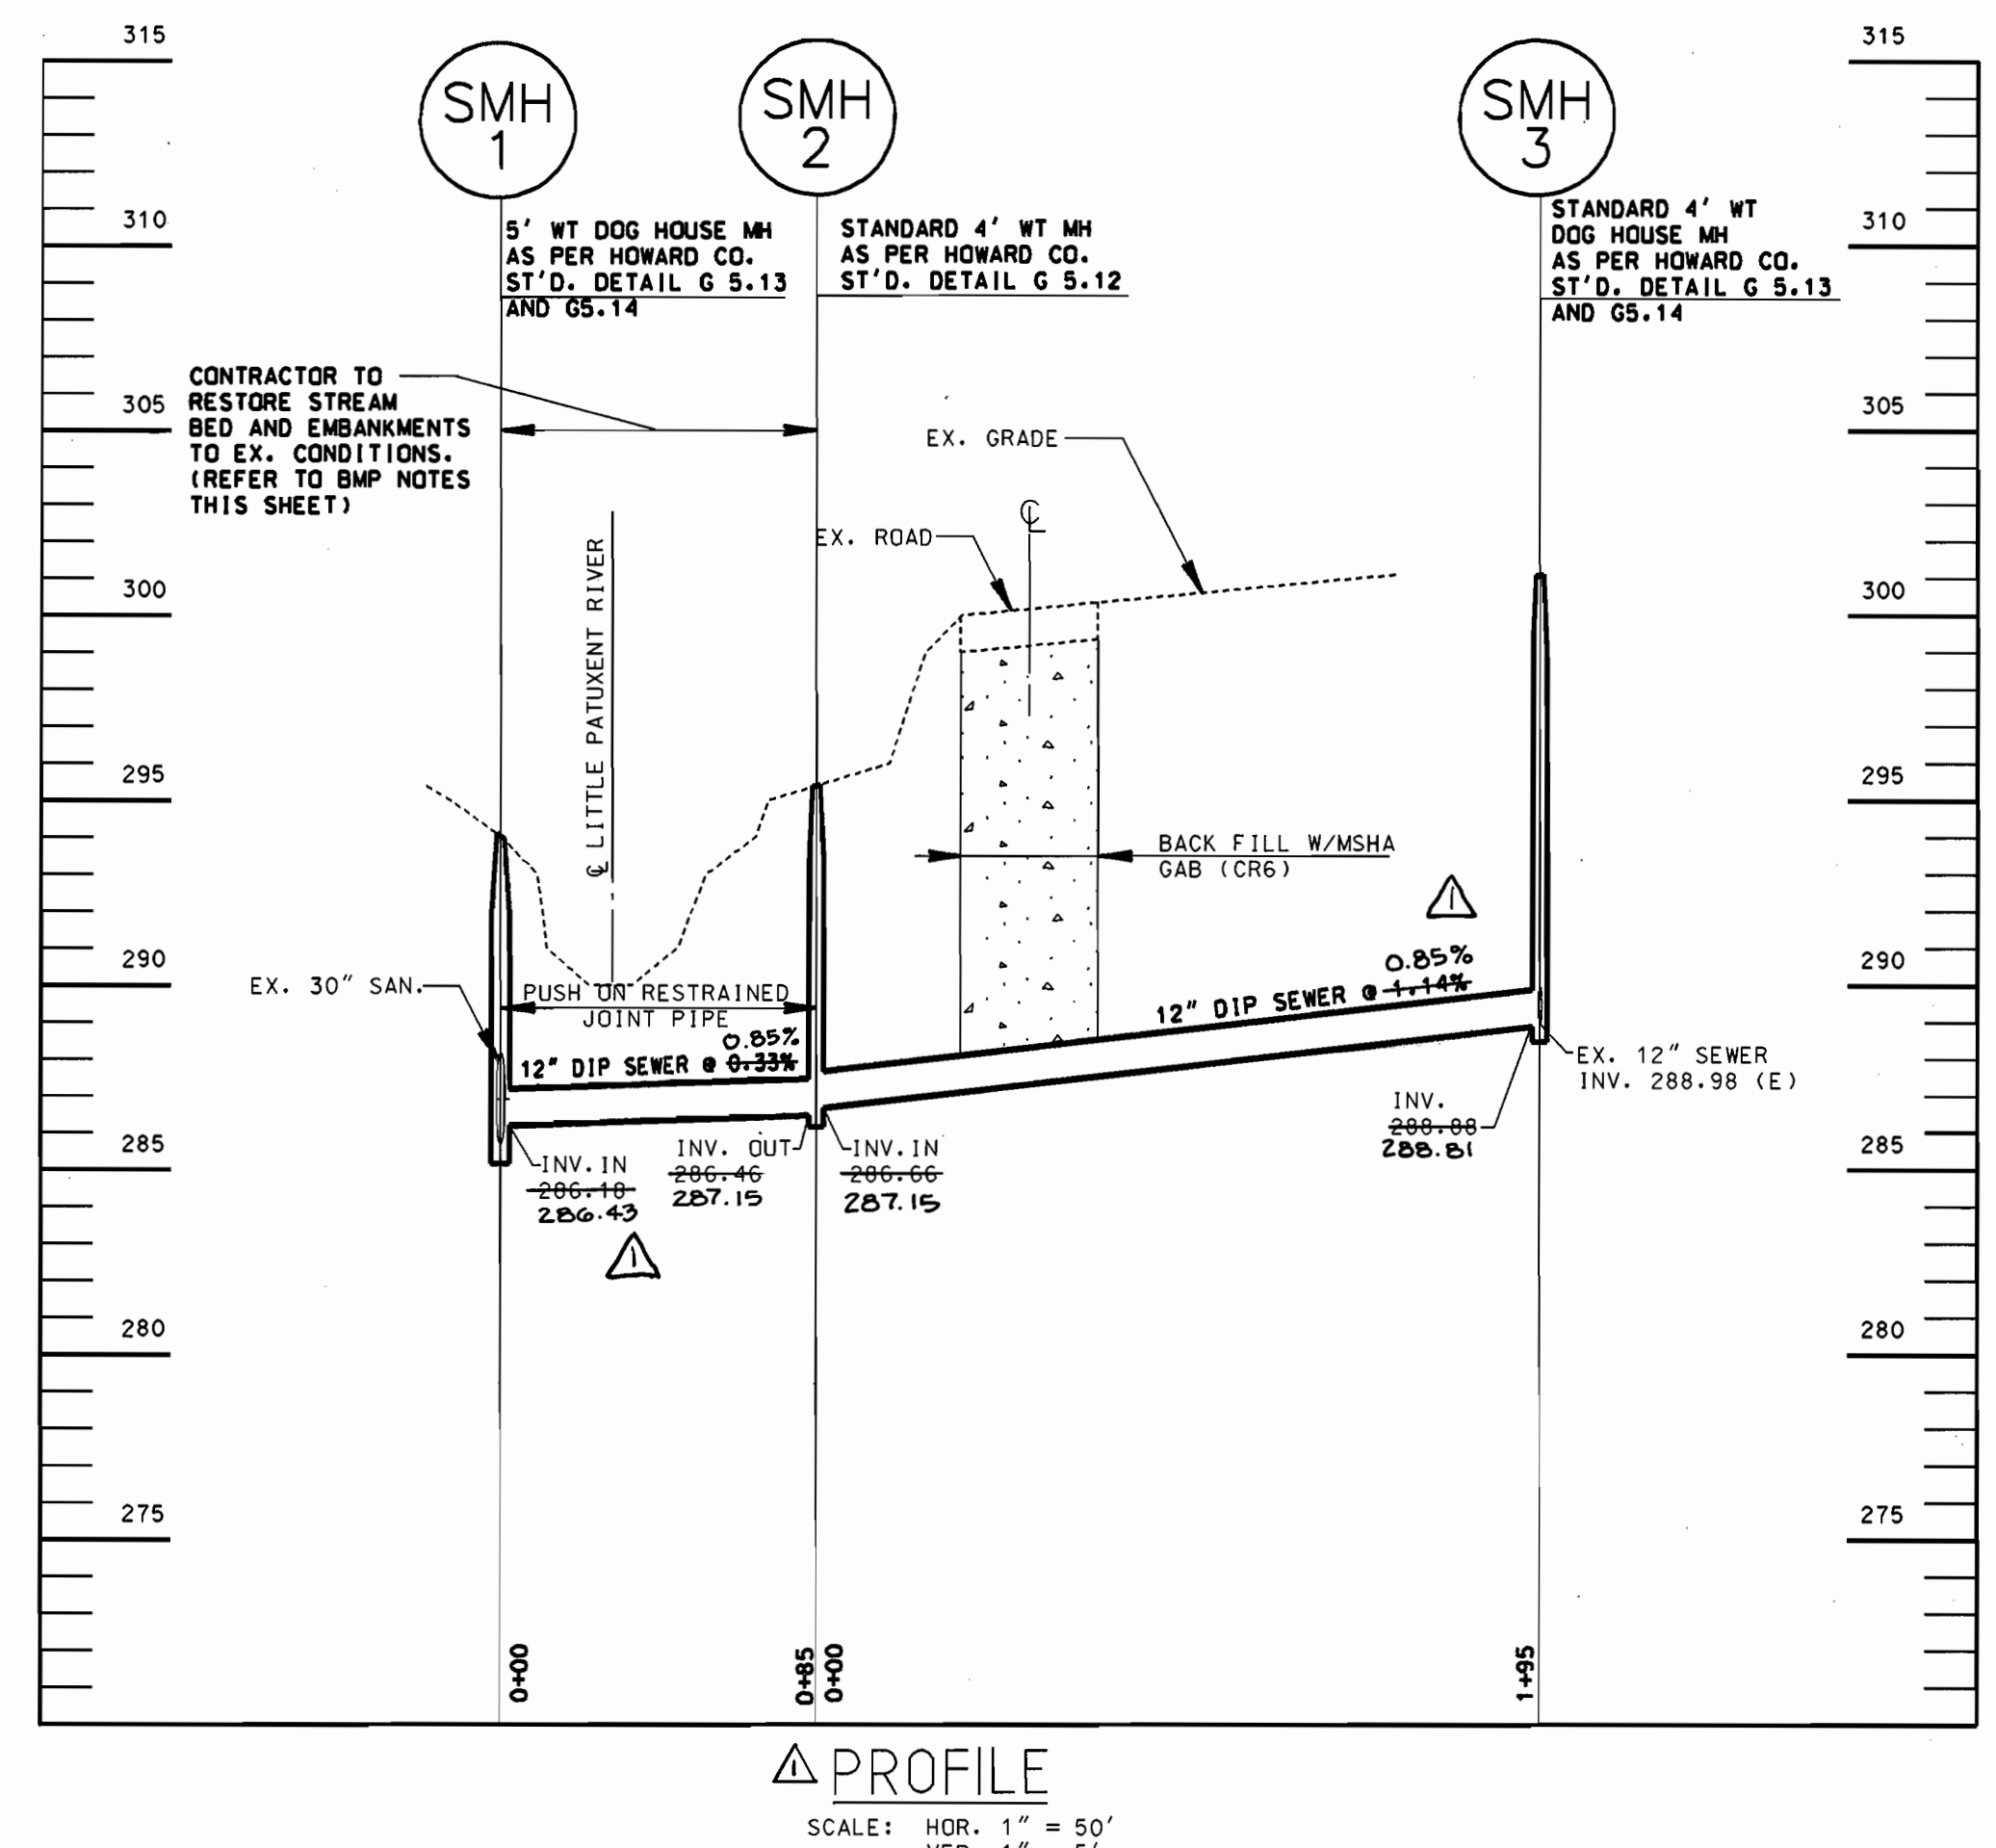 315
315
SMH
1
SMH
2
SMH
3
310
310
5' WT DOG HOUSE MH
AS PER HOWARD CO.
ST'D. DETAIL G 5.13
AND G5.14
STANDARD 4' WT MH
AS PER HOWARD CO.
ST'D. DETAIL G 5.12
STANDARD 4' WT
DOG HOUSE MH
AS PER HOWARD CO.
ST'D. DETAIL G 5.13
AND G5.14
CONTRACTOR TO
RESTORE STREAM
BED AND EMBANKMENTS
TO EX. CONDITIONS.
(REFER TO BMP NOTES
THIS SHEET)
305
305
EX. GRADE
EX. ROAD
℄
℄ LITTLE PATUXENT RIVER
300
300
295
295
BACK FILL W/MSHA
GAB (CR6)
1
290
290
EX. 30" SAN.
PUSH ON RESTRAINED
JOINT PIPE
0.85%
12" DIP SEWER @ 0.33%
0.85%
12" DIP SEWER @ 1.14%
EX. 12" SEWER
INV. 288.98 (E)
INV.
288.88
288.81
285
285
INV. IN
286.18
286.43
INV. OUT
286.46
287.15
INV. IN
286.66
287.15
1
280
280
275
275
0+00
0+85
0+00
1+95
1 PROFILE
SCALE: HOR. 1" = 50'
VER. 1" = 5'